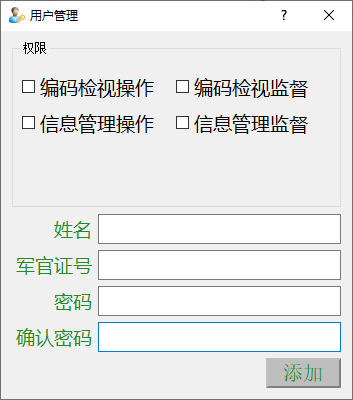 用户管理
权限
编码检视操作 编码检视监督
信息管理操作 信息管理监督
姓名
军官证号
密码
确认密码
添加